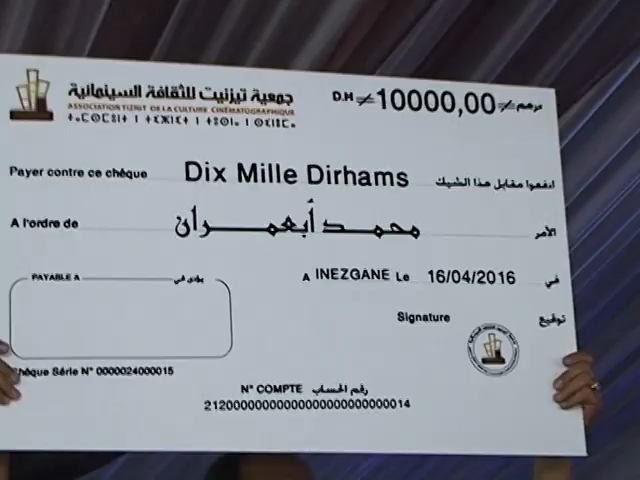 جمعية تيزنيت للثقافة السينمائية
ASSOCIATION TIZNIT DE LA CULTURE CINÉMATOGRAPHIQUE
D.H ≠10000,00≠ درهم
Payer contre ce chèque Dix Mille Dirhams ادفعوا مقابل هذا الشيك
A l'ordre de محمد أبعمران الأمر
PAYABLE A يؤدى في
A INEZGANE Le 16/04/2016 في
Signature توقيع
Chèque Série N° 0000024000015
N° COMPTE رقم الحساب